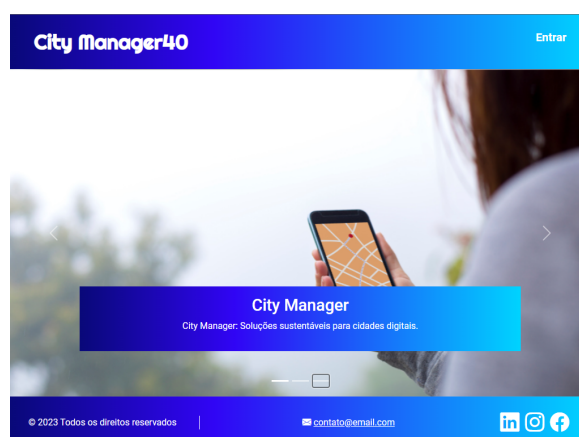 City Manager40
Entrar
City Manager
City Manager: Soluções sustentáveis para cidades digitais.
© 2023 Todos os direitos reservados
contato@email.com
in